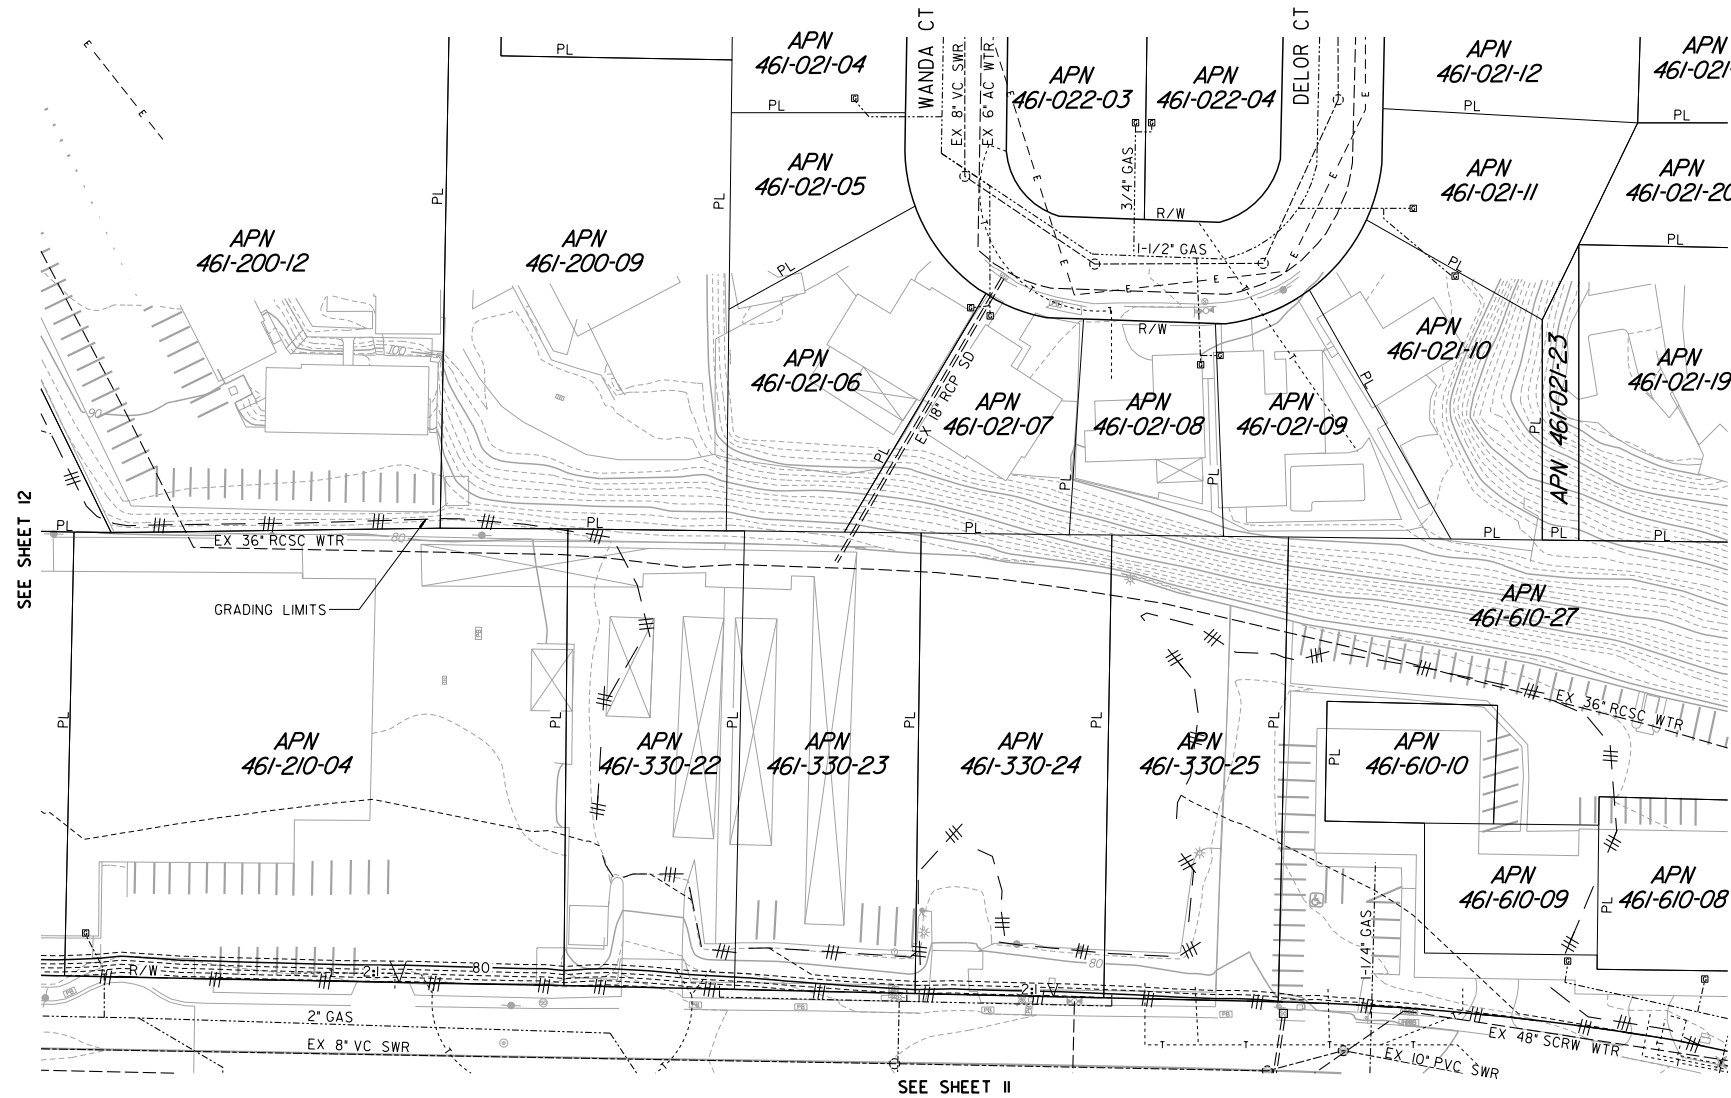 WANDA CT
DELOR CT
E
PL
APN
461-021-04
EX 8" VC SWR
EX 6" AC WTR
APN
461-022-03
APN
461-022-04
APN
461-021-12
APN
461-021-
PL
PL
PL
E
3/4" GAS
APN
461-021-05
APN
461-021-11
APN
461-021-20
PL
PL
E
E
R/W
APN
461-200-12
APN
461-200-09
1-1/2" GAS
PL
PL
PL
E
E
E
E
R/W
100
90
APN
461-021-06
APN
461-021-10
APN 461-021-23
APN
461-021-19
EX 18" RCP SD
APN
461-021-07
APN
461-021-08
APN
461-021-09
PL
PL
PL
PL
PL
SEE SHEET 12
PL
PL
PL
PL
PL
PL
EX 36" RCSC WTR
80
GRADING LIMITS
APN
461-610-27
EX 36" RCSC WTR
PL
PL
PL
PL
PL
PL
PL
APN
461-210-04
APN
461-330-22
APN
461-330-23
APN
461-330-24
APN
461-330-25
APN
461-610-10
APN
461-610-09
APN
461-610-08
PL
1-1/4" GAS
R/W
2:1
80
80
2:1
2" GAS
EX 8" VC SWR
T
T
EX 48" SCRW WTR
EX 10" PVC SWR
SEE SHEET 11